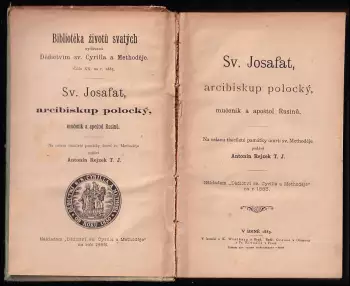 Bibliotéka životů svatých
vydávaná
Dědictvím sv. Cyrilla a Methoděje.
Sv. Josafat,
arcibiskup polocký,
mučeník a apoštol Rusínů.
Na oslavu tisícileté památky úmrtí sv. Methoděje
podává
Antonín Rejzek T. J.
Nákladem „Dědictví sv. Cyrilla a Methoděje“
na rok 1885.
Sv. Josafat,
arcibiskup polocký,
mučeník a apoštol Rusínů.
Na oslavu tisícileté památky úmrtí sv. Methoděje
podává
Antonín Rejzek T. J.
Nákladem „Dědictví sv. Cyrilla a Methoděje“
na r. 1885.
V BRNĚ 1885.